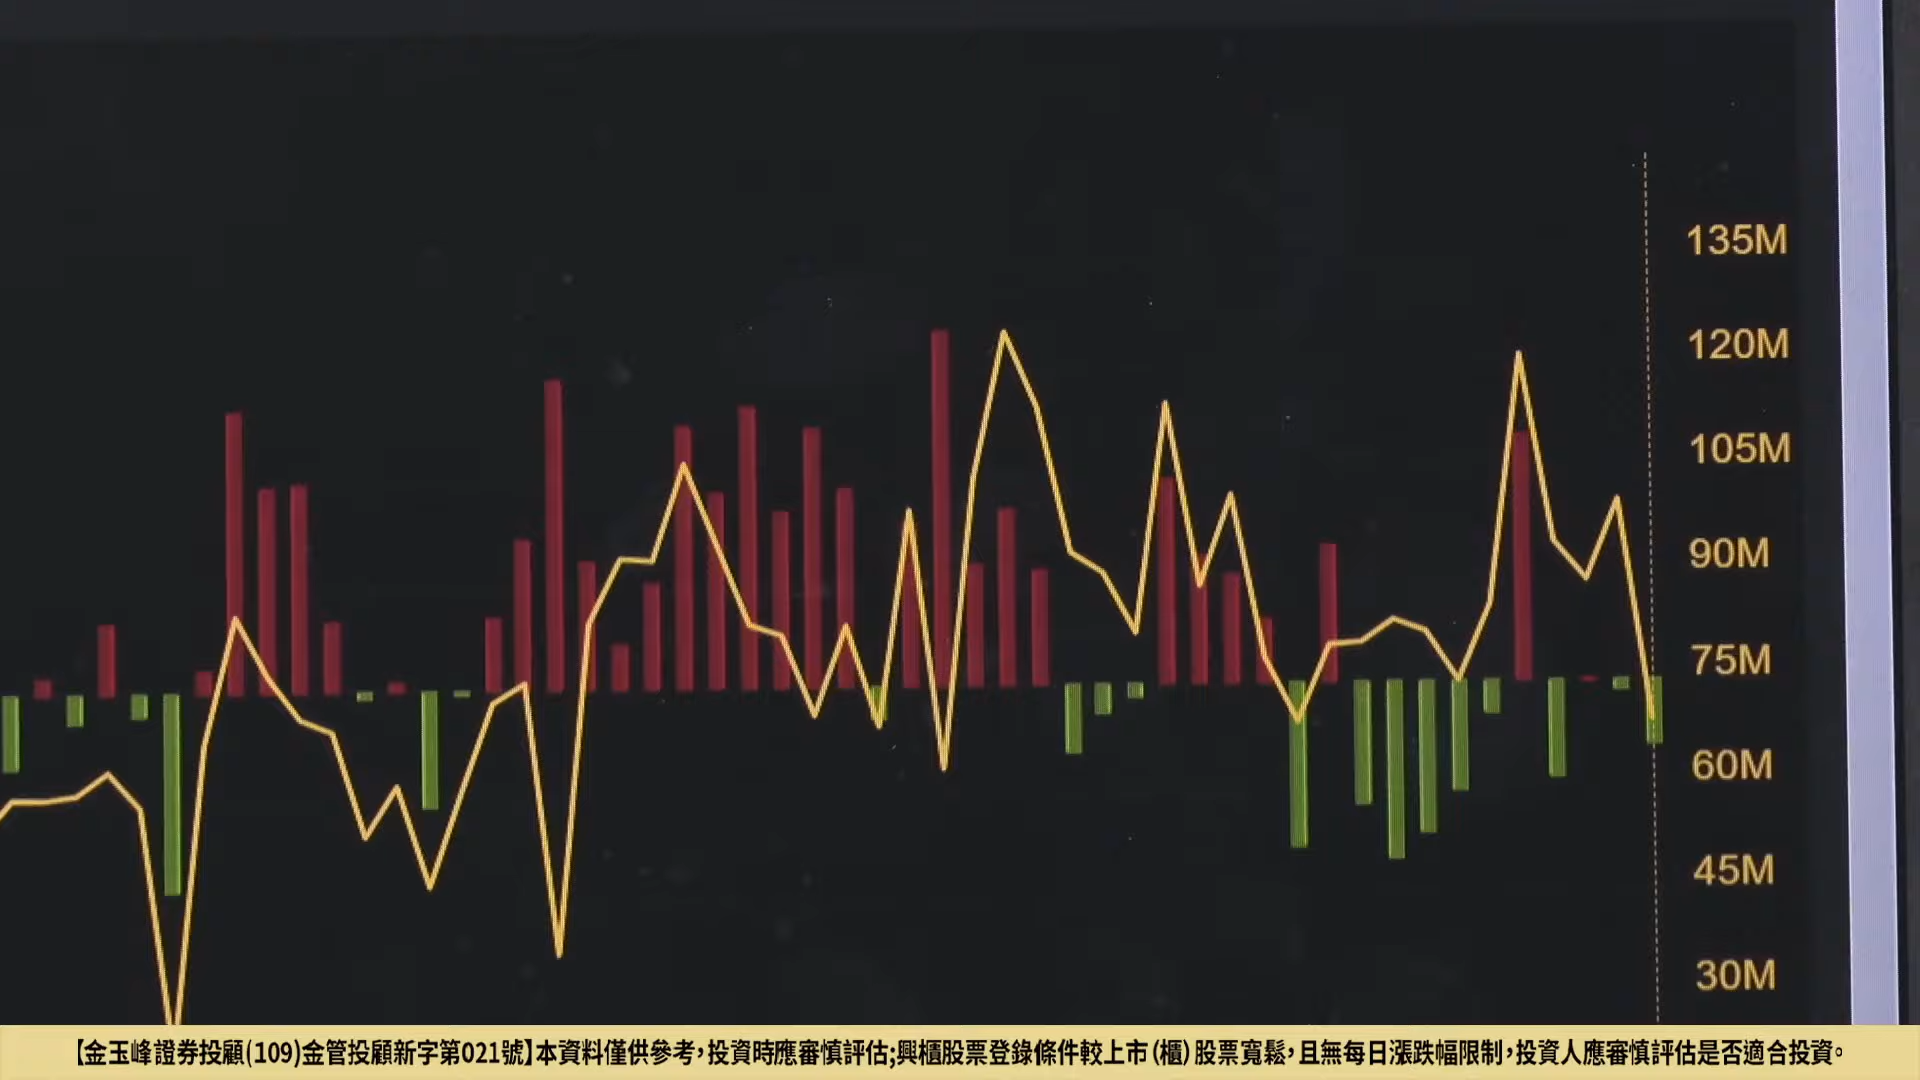 135M
120M
105M
90M
75M
60M
45M
30M
【金玉峰證券投顧(109)金管投顧新字第021號】本資料僅供參考,投資時應審慎評估;興櫃股票登錄條件較上市(櫃)股票寬鬆,且無每日漲跌幅限制,投資人應審慎評估是否適合投資。